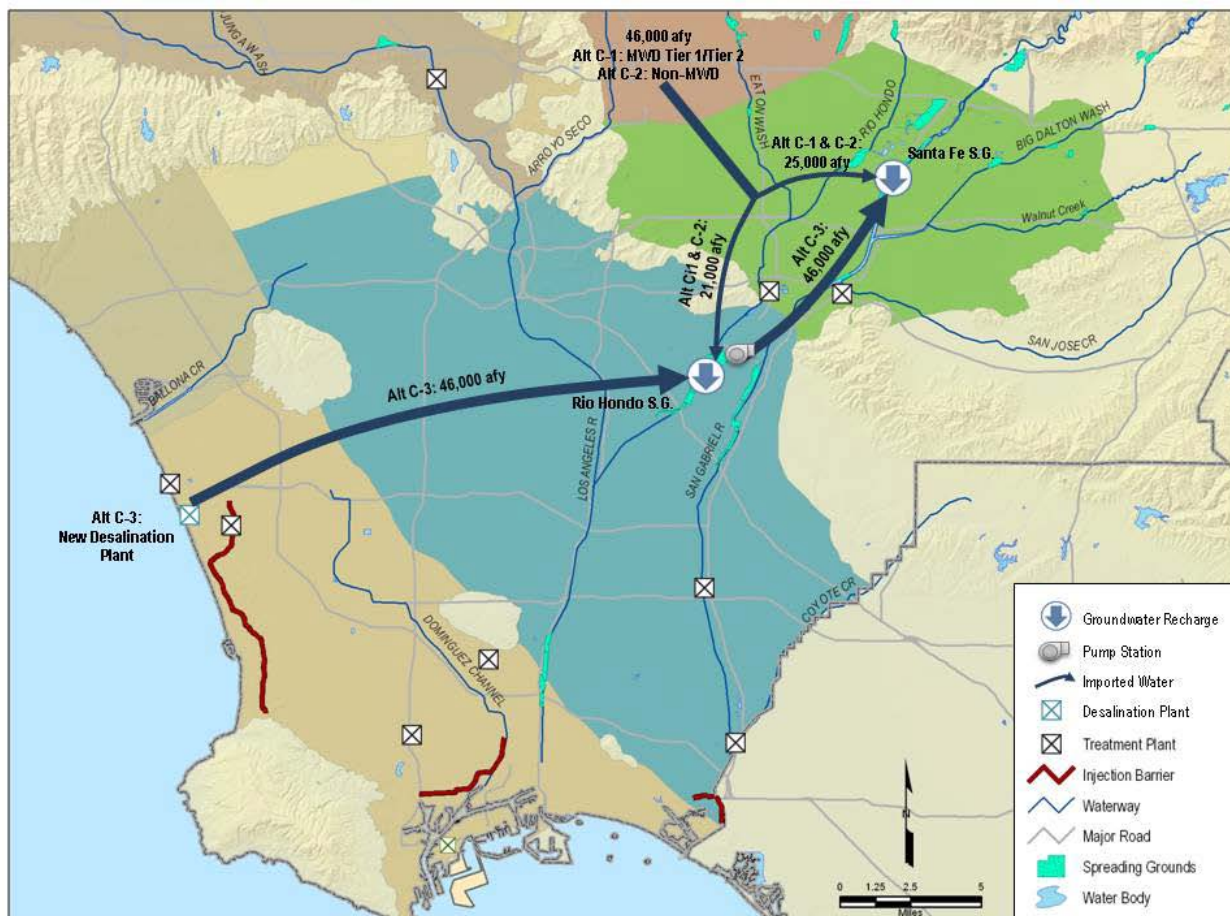 JUNGA WASH
46,000 afy
Alt C-1: MWD Tier 1/Tier 2
Alt C-2: Non-MWD
EATON WASH
RIO HONDO
BIG DALTON WASH
ARROYO SECO
Alt C-1 & C-2:
25,000 afy
Santa Fe S.G.
Walnut Creek
Alt C-3:
46,000 afy
Alt Ci1 & C-2:
21,000 afy
SAN JOSE CR
BALLONA CR
Alt C-3: 46,000 afy
Rio Hondo S.G.
LOS ANGELES R
SAN GABRIEL R
Alt C-3:
New Desalination
Plant
COYOTE CR
DOMINGUEZ CHANNEL
Groundwater Recharge
Pump Station
Imported Water
Desalination Plant
Treatment Plant
Injection Barrier
Waterway
Major Road
Spreading Grounds
Water Body
N
0 1.25 2.5 5
Miles